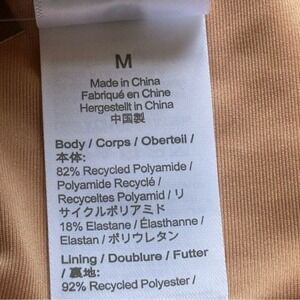 M
Made in China
Fabriqué en Chine
Hergestellt in China
中国製
Body / Corps / Oberteil /
本体:
82% Recycled Polyamide /
Polyamide Recyclé /
Recyceltes Polyamid / リ
サイクルポリアミド
18% Elastane / Élasthanne /
Elastan / ポリウレタン
Lining / Doublure / Futter
/ 裏地:
92% Recycled Polyester /